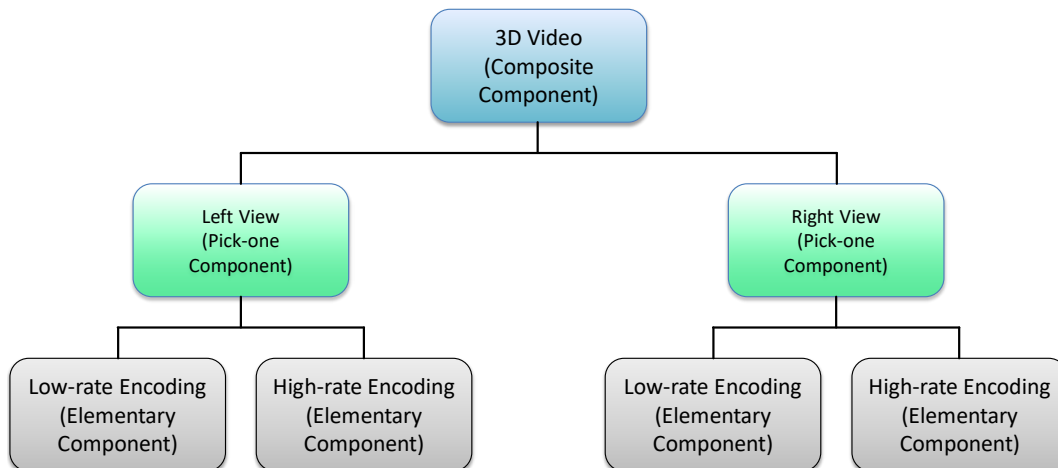 3D Video
(Composite
Component)
Left View
(Pick-one
Component)
Right View
(Pick-one
Component)
Low-rate Encoding
(Elementary
Component)
High-rate Encoding
(Elementary
Component)
Low-rate Encoding
(Elementary
Component)
High-rate Encoding
(Elementary
Component)